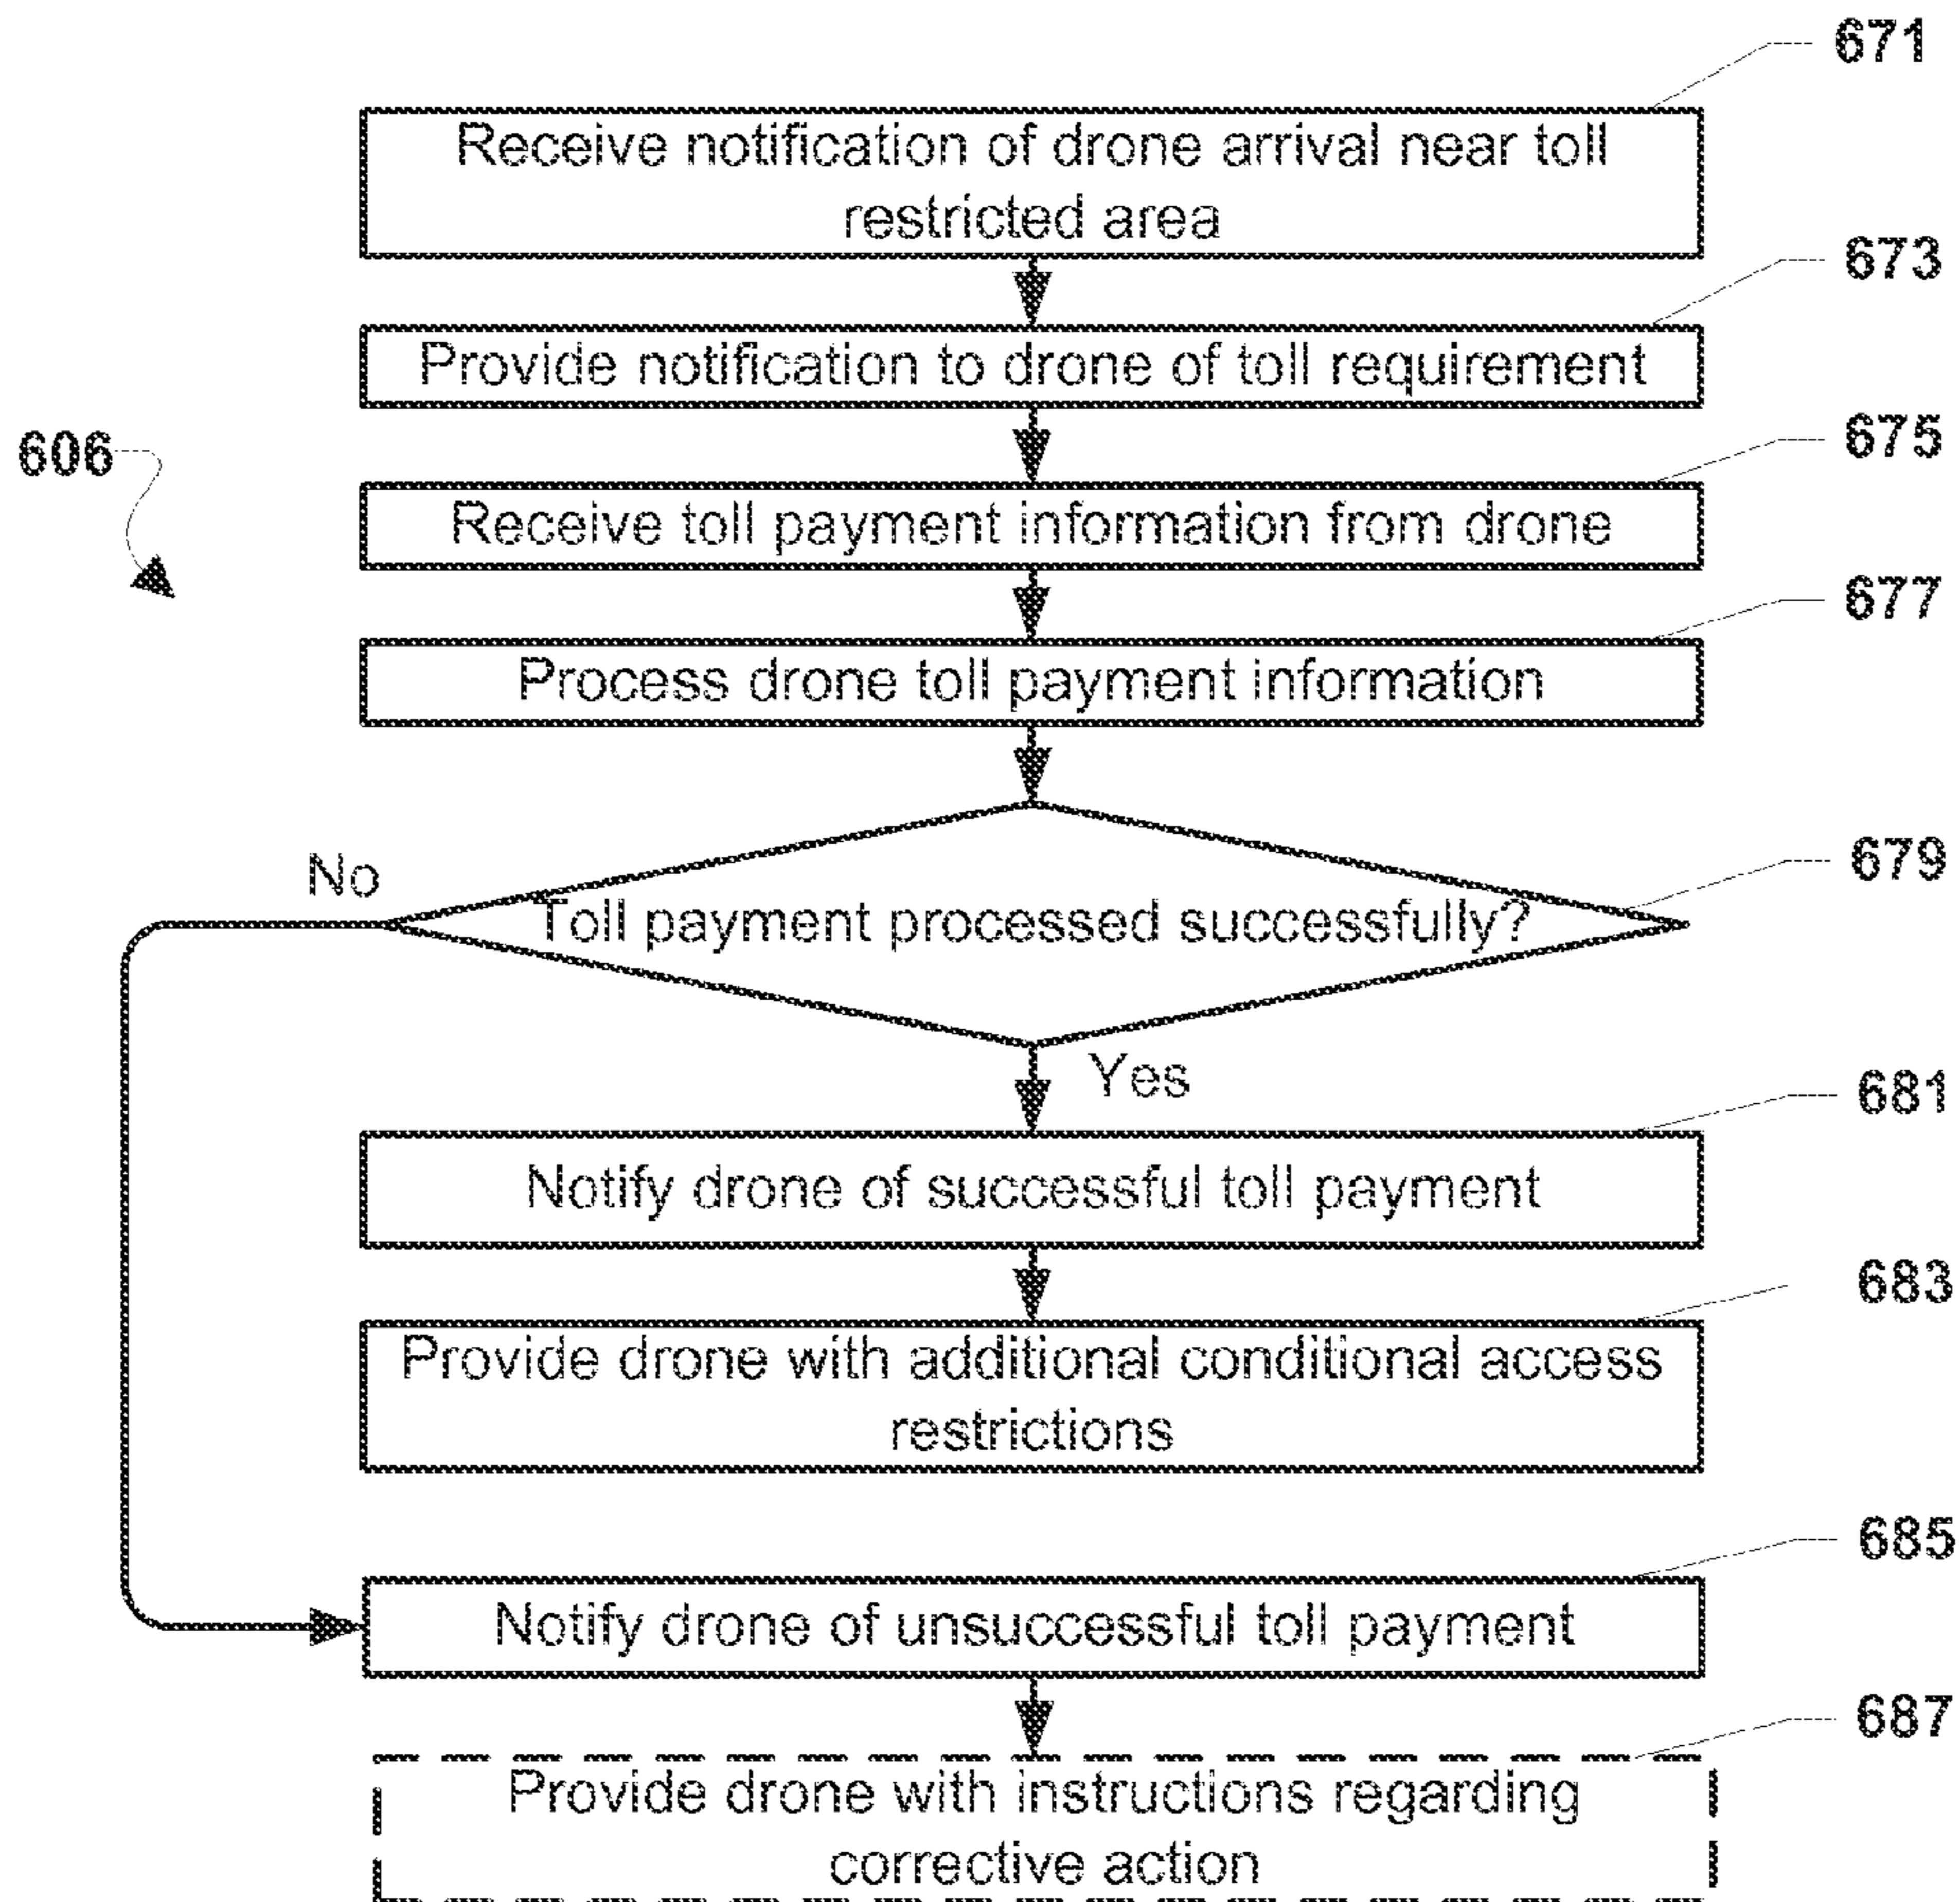 671
Receive notification of drone arrival near toll
restricted area
673
Provide notification to drone of toll requirement
675
606
Receive toll payment information from drone
677
Process drone toll payment information
679
No
Toll payment processed successfully?
Yes
681
Notify drone of successful toll payment
683
Provide drone with additional conditional access
restrictions
685
Notify drone of unsuccessful toll payment
687
Provide drone with instructions regarding
corrective action